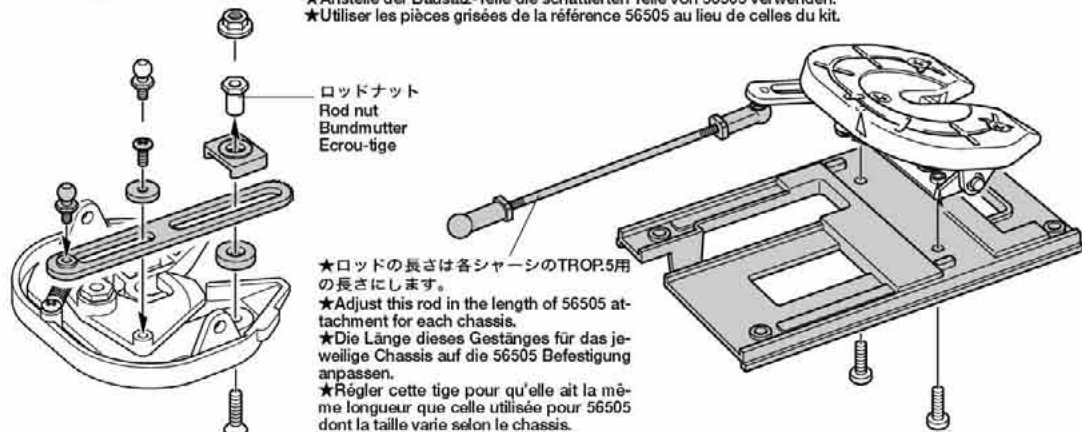 ★Anstelle der Bausatz-Teile die schattierten Teile von 56505 verwenden.
★Utiliser les pièces grisées de la référence 56505 au lieu de celles du kit.
ロッドナット
Rod nut
Bundmutter
Ecrou-tige
★ロッドの長さは各シャーシのTROP.5用
の長さにします。
★Adjust this rod in the length of 56505 at-
tachment for each chassis.
★Die Länge dieses Gestänges für das je-
weilige Chassis auf die 56505 Befestigung
anpassen.
★Régler cette tige pour qu'elle ait la mê-
me longueur que celle utilisée pour 56505
dont la taille varie selon le chassis.